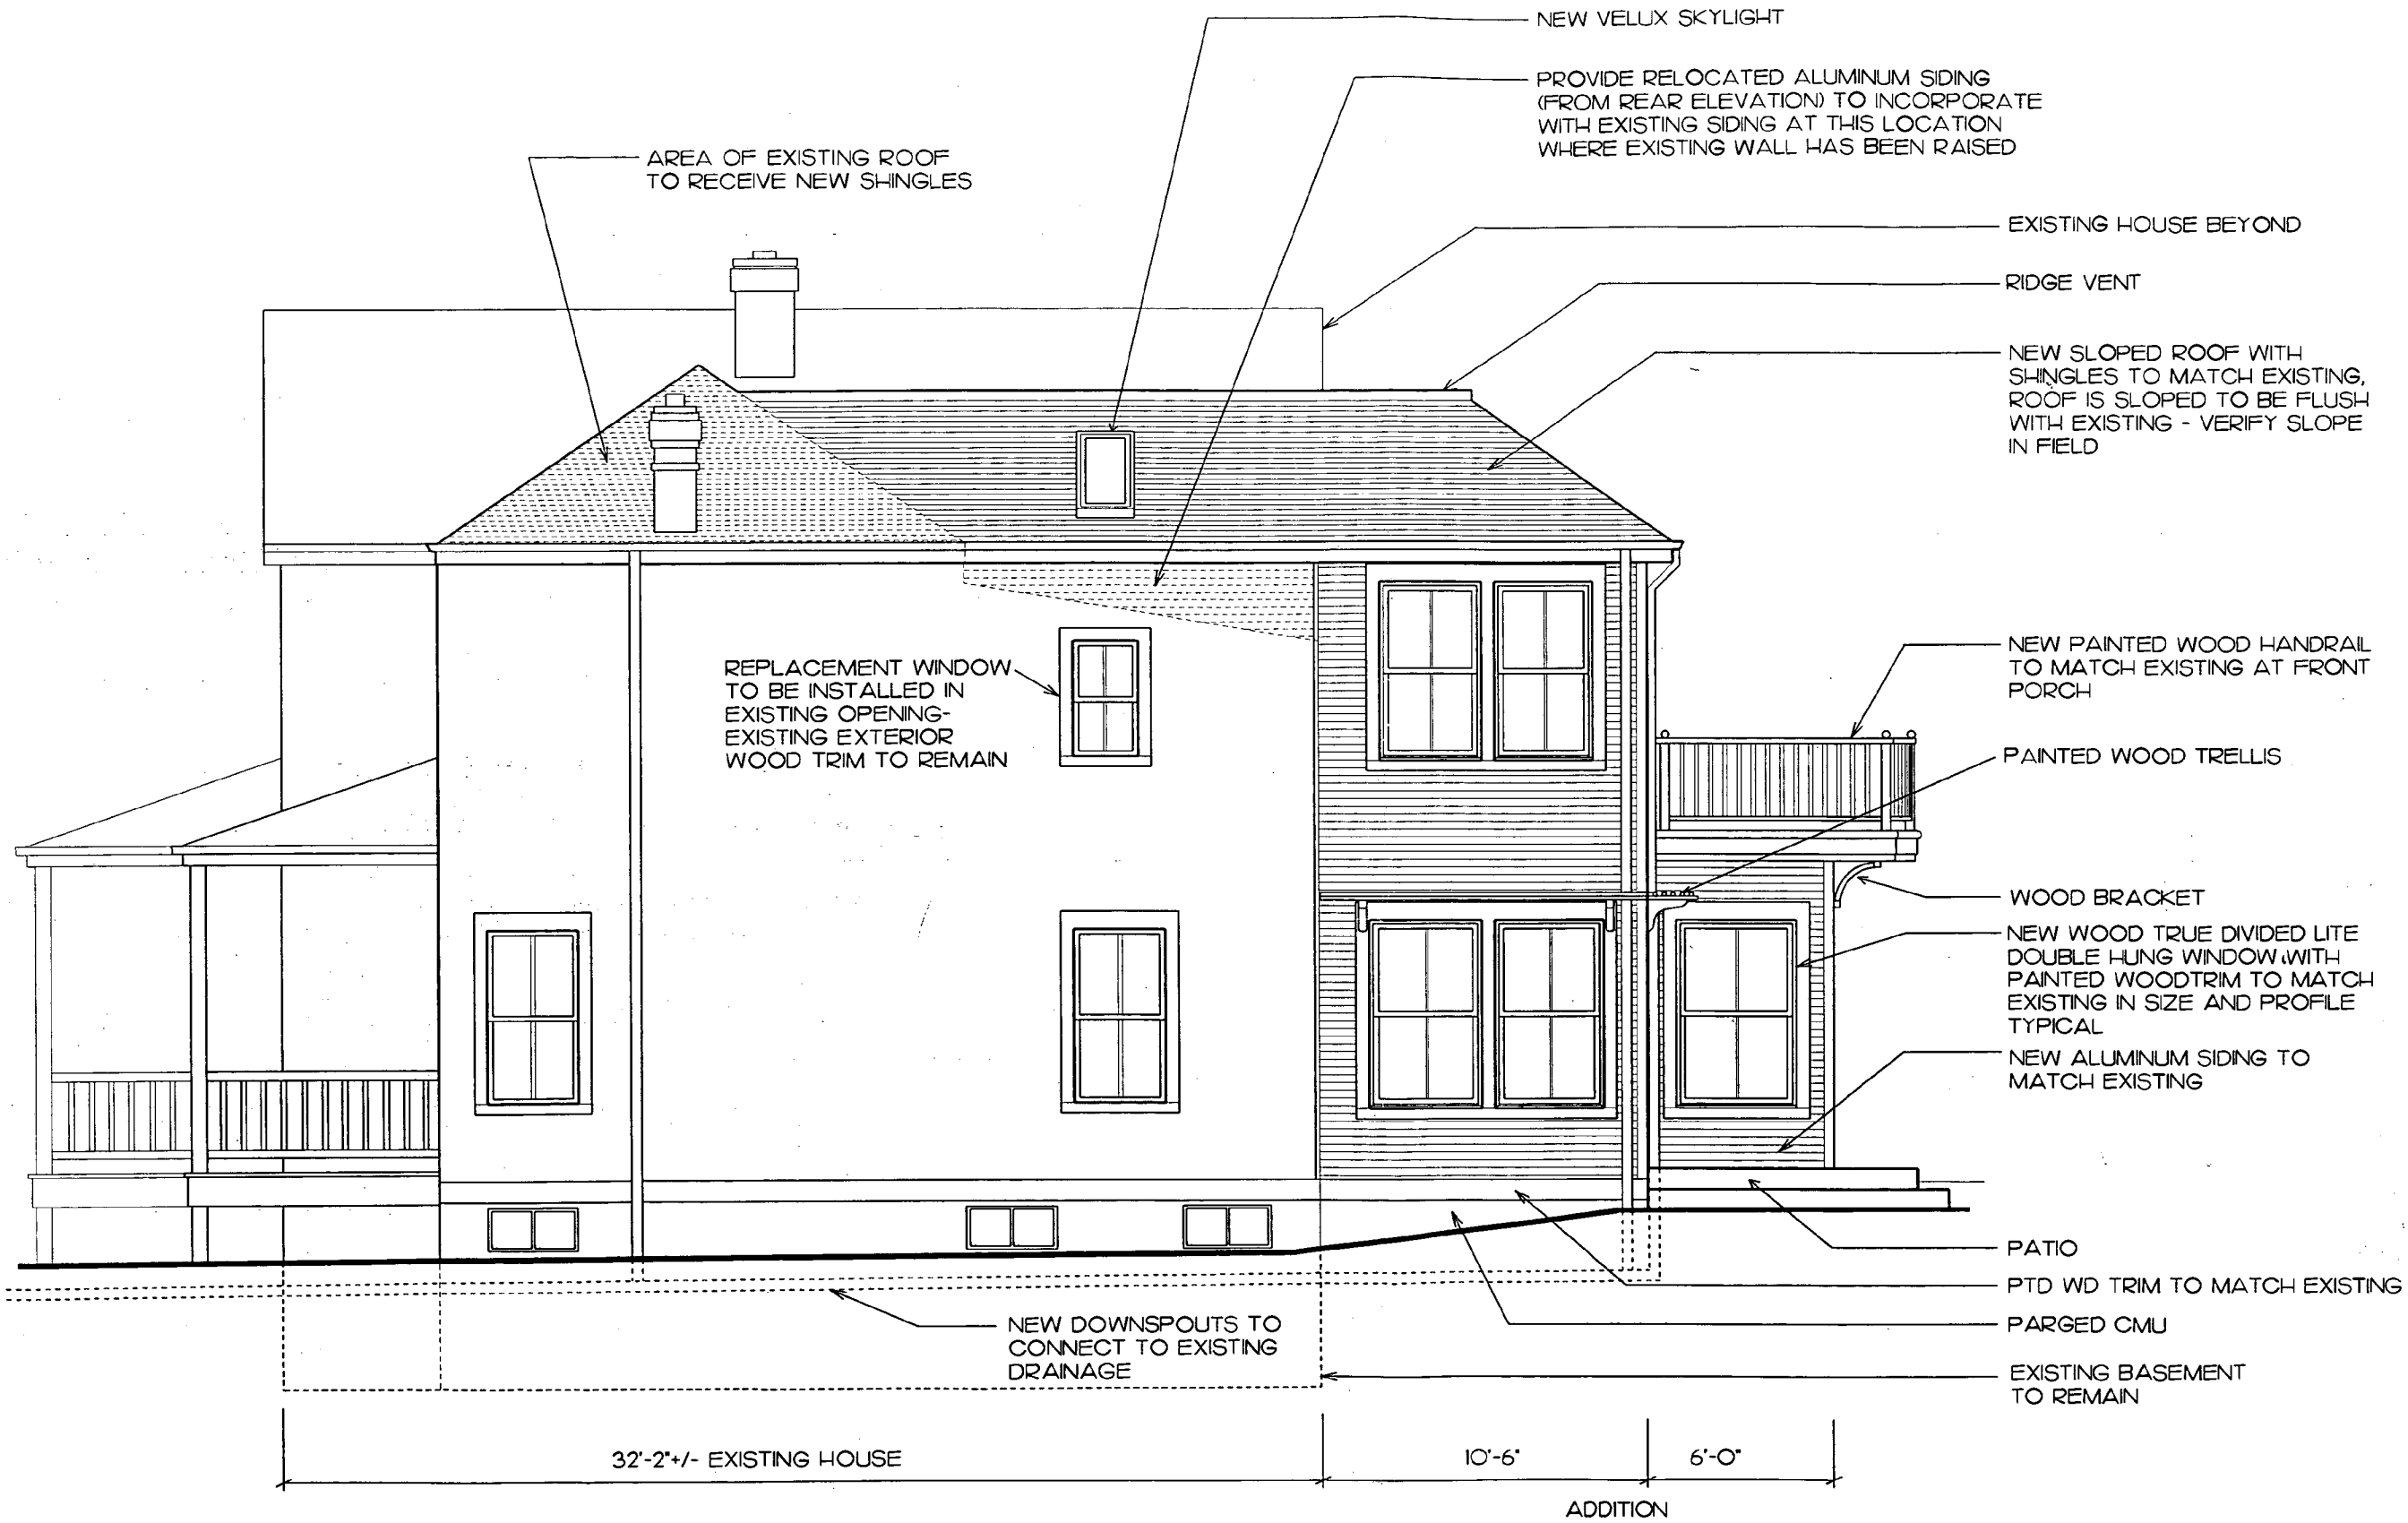 NEW VELUX SKYLIGHT
PROVIDE RELOCATED ALUMINUM SIDING
(FROM REAR ELEVATION) TO INCORPORATE
WITH EXISTING SIDING AT THIS LOCATION
WHERE EXISTING WALL HAS BEEN RAISED
AREA OF EXISTING ROOF
TO RECEIVE NEW SHINGLES
EXISTING HOUSE BEYOND
RIDGE VENT
NEW SLOPED ROOF WITH
SHINGLES TO MATCH EXISTING,
ROOF IS SLOPED TO BE FLUSH
WITH EXISTING - VERIFY SLOPE
IN FIELD
REPLACEMENT WINDOW
TO BE INSTALLED IN
EXISTING OPENING-
EXISTING EXTERIOR
WOOD TRIM TO REMAIN
NEW PAINTED WOOD HANDRAIL
TO MATCH EXISTING AT FRONT
PORCH
PAINTED WOOD TRELLIS
WOOD BRACKET
NEW WOOD TRUE DIVIDED LITE
DOUBLE HUNG WINDOW WITH
PAINTED WOODTRIM TO MATCH
EXISTING IN SIZE AND PROFILE
TYPICAL
NEW ALUMINUM SIDING TO
MATCH EXISTING
PATIO
PTD WD TRIM TO MATCH EXISTING
PARGED CMU
NEW DOWNSPOUTS TO
CONNECT TO EXISTING
DRAINAGE
EXISTING BASEMENT
TO REMAIN
32'-2"+/- EXISTING HOUSE
10'-6"
6'-0"
ADDITION